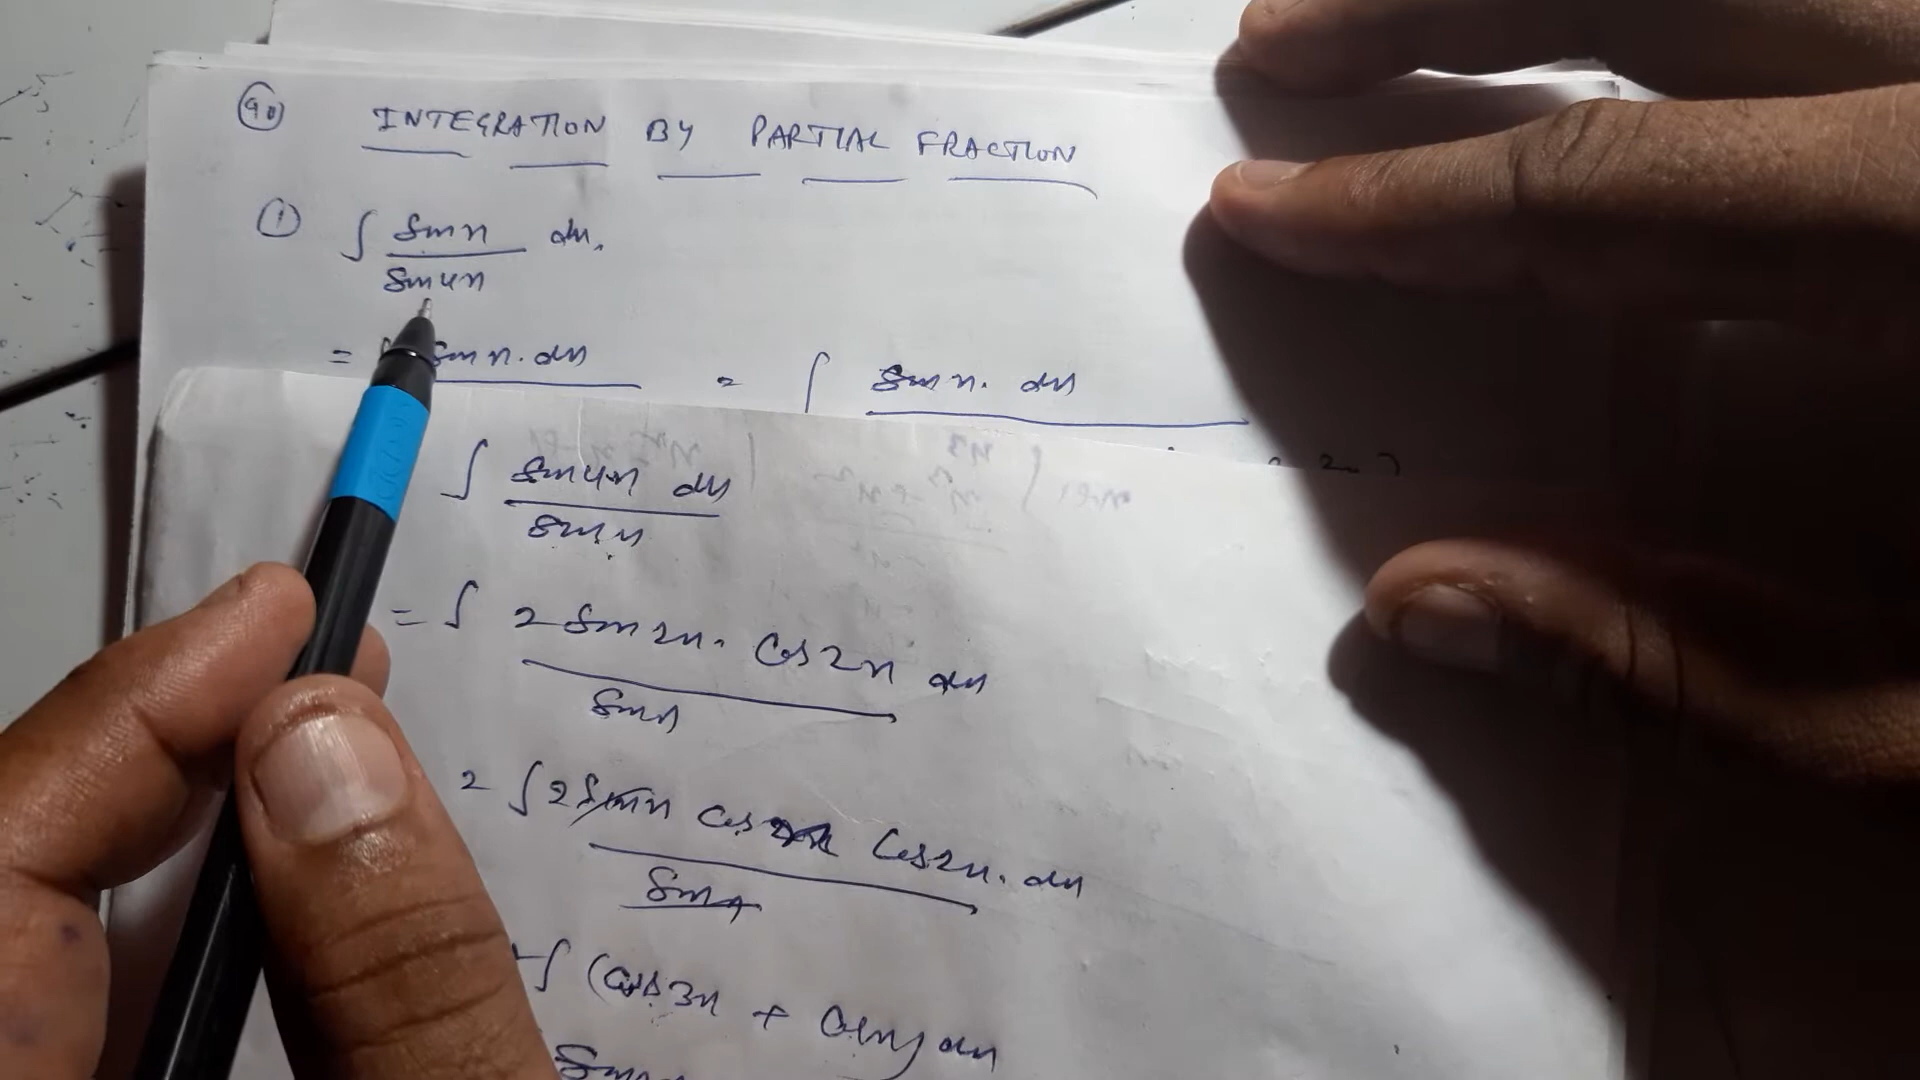 90 INTEGRATION BY PARTIAL FRACTION
① ∫ sin x / sin 4x dx.
= ∫ sin x. dx = ∫ sin x. dx
∫ sin 4x dx / sin x
= ∫ 2 sin 2x. cos 2x dx / sin x
= ∫ 2 sin x cos cos 2x. dx / sin x
∫ (cos 3x + cos x) dx